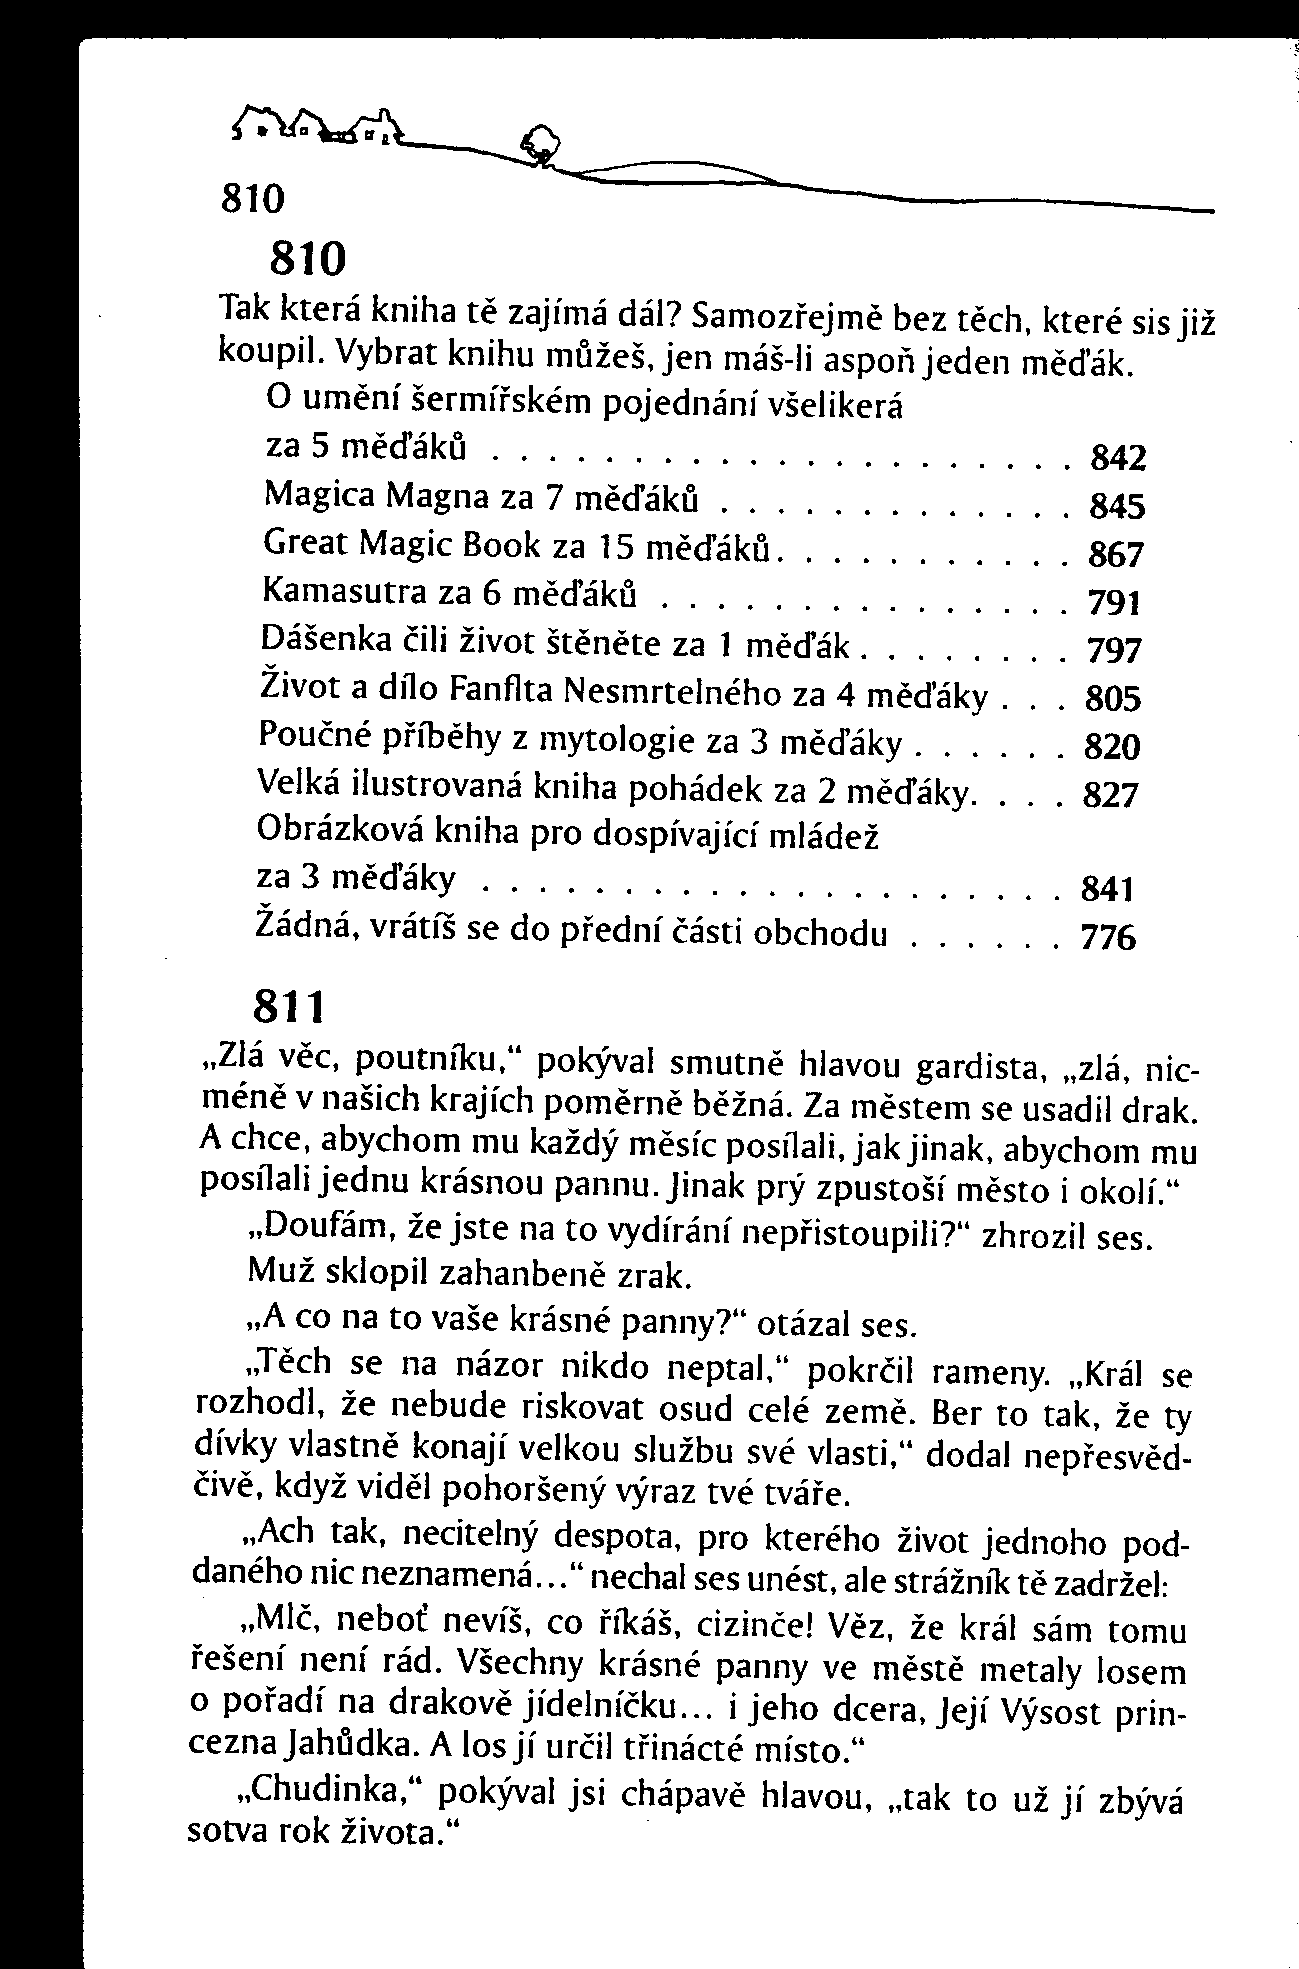 810
810
Tak která kniha tě zajímá dál? Samozřejmě bez těch, které sis již
koupil. Vybrat knihu můžeš, jen máš-li aspoň jeden měďák.
O umění šermířském pojednání všelikerá
za 5 měďáků . . . . . . . . . . . . . . . . . . . . . 842
Magica Magna za 7 měďáků . . . . . . . . . . . . . 845
Great Magic Book za 15 měďáků. . . . . . . . . . . 867
Kamasutra za 6 měďáků . . . . . . . . . . . . . . . 791
Dášenka čili život štěněte za 1 měďák . . . . . . . . 797
Život a dílo Fanfíta Nesmrtelného za 4 měďáky . . . 805
Poučné příběhy z mytologie za 3 měďáky . . . . . . 820
Velká ilustrovaná kniha pohádek za 2 měďáky. . . . 827
Obrázková kniha pro dospívající mládež
za 3 měďáky . . . . . . . . . . . . . . . . . . . . . 841
Žádná, vrátíš se do přední části obchodu . . . . . . 776
811
„Zlá věc, poutníku,“ pokýval smutně hlavou gardista, „zlá, nic-
méně v našich krajích poměrně běžná. Za městem se usadil drak.
A chce, abychom mu každý měsíc posílali, jak jinak, abychom mu
posílali jednu krásnou pannu. Jinak prý zpustoší město i okolí.“
„Doufám, že jste na to vydírání nepřistoupili?“ zhrozil ses.
Muž sklopil zahanbeně zrak.
„A co na to vaše krásné panny?“ otázal ses.
„Těch se na názor nikdo neptal,“ pokrčil rameny. „Král se
rozhodl, že nebude riskovat osud celé země. Ber to tak, že ty
dívky vlastně konají velkou službu své vlasti,“ dodal nepřesvěd-
čivě, když viděl pohoršený výraz tvé tváře.
„Ach tak, necitelný despota, pro kterého život jednoho pod-
daného nic neznamená...“ nechal ses unést, ale strážník tě zadržel:
„Mlč, neboť nevíš, co říkáš, cizinče! Věz, že král sám tomu
řešení není rád. Všechny krásné panny ve městě metaly losem
o pořadí na drakově jídelníčku... i jeho dcera, Její Výsost prin-
cezna Jahůdka. A los jí určil třinácté místo.“
„Chudinka,“ pokýval jsi chápavě hlavou, „tak to už jí zbývá
sotva rok života.“